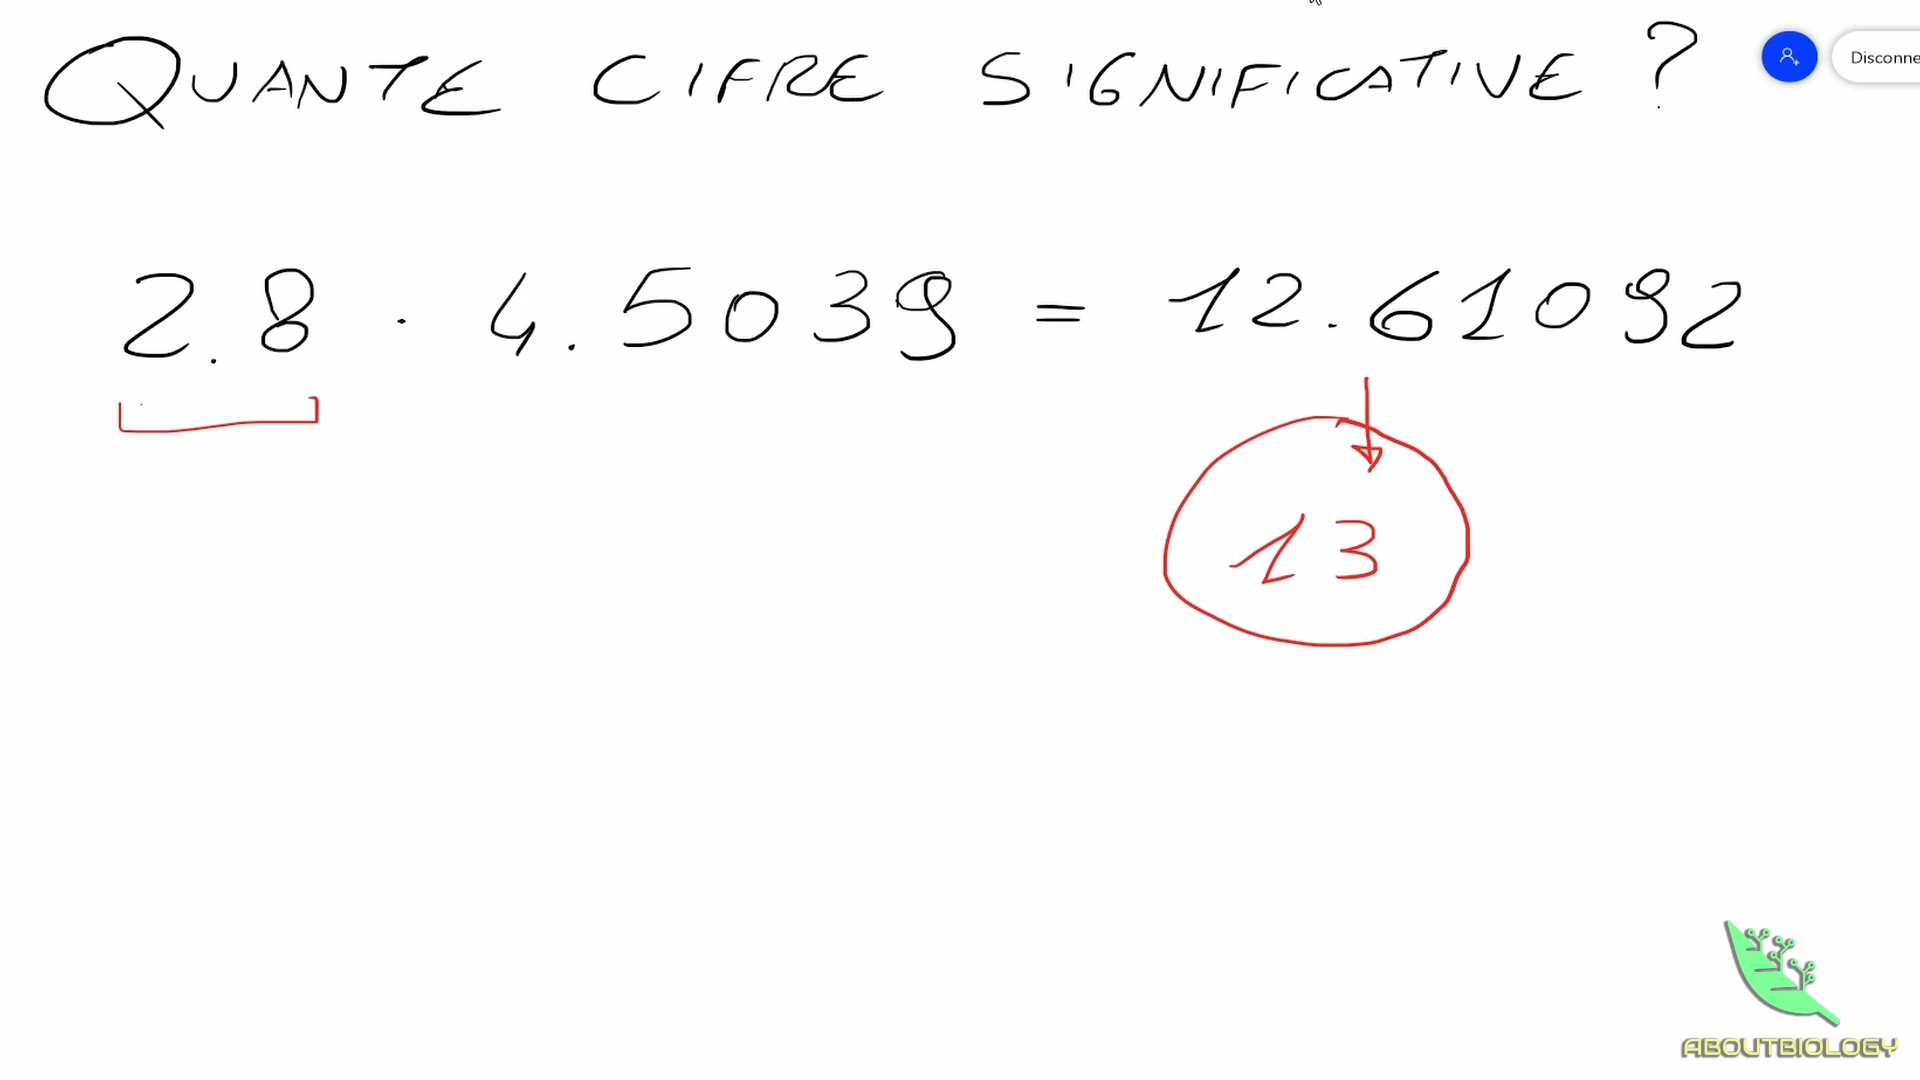 QUANTE CIFRE SIGNIFICATIVE ?
Disconne
2.8 · 4.5039 = 12.61092
13
ABOUTBIOLOGY